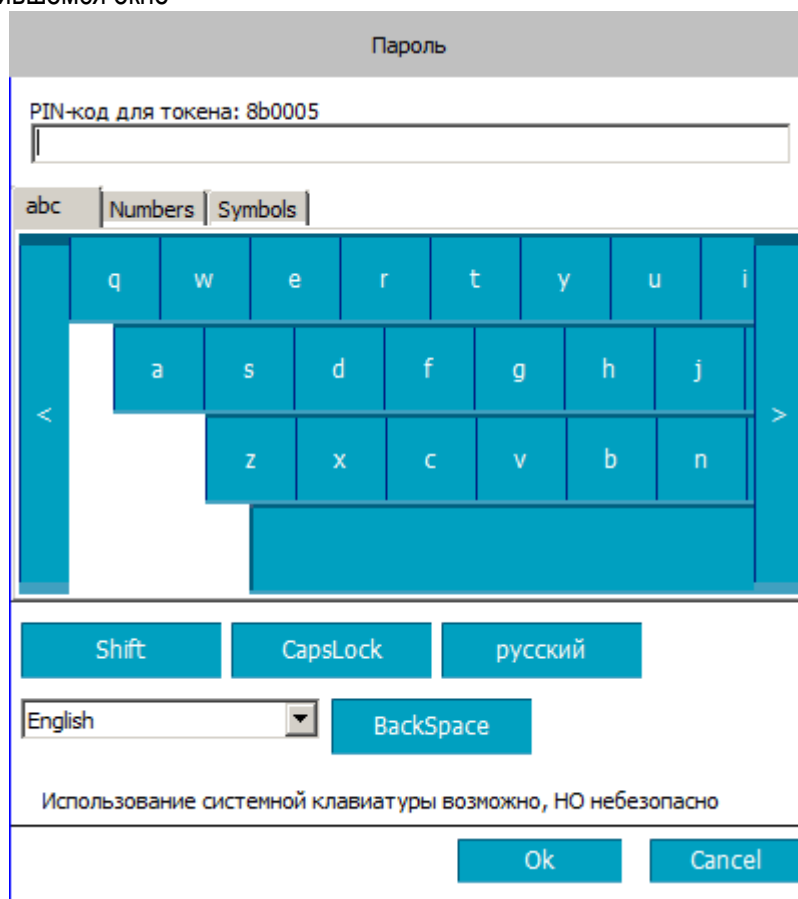 Пароль
PIN-код для токена: 8b0005
abc Numbers Symbols
q w e r t y u i
a s d f g h j
< >
z x c v b n
Shift CapsLock русский
English BackSpace
Использование системной клавиатуры возможно, НО небезопасно
Ok Cancel